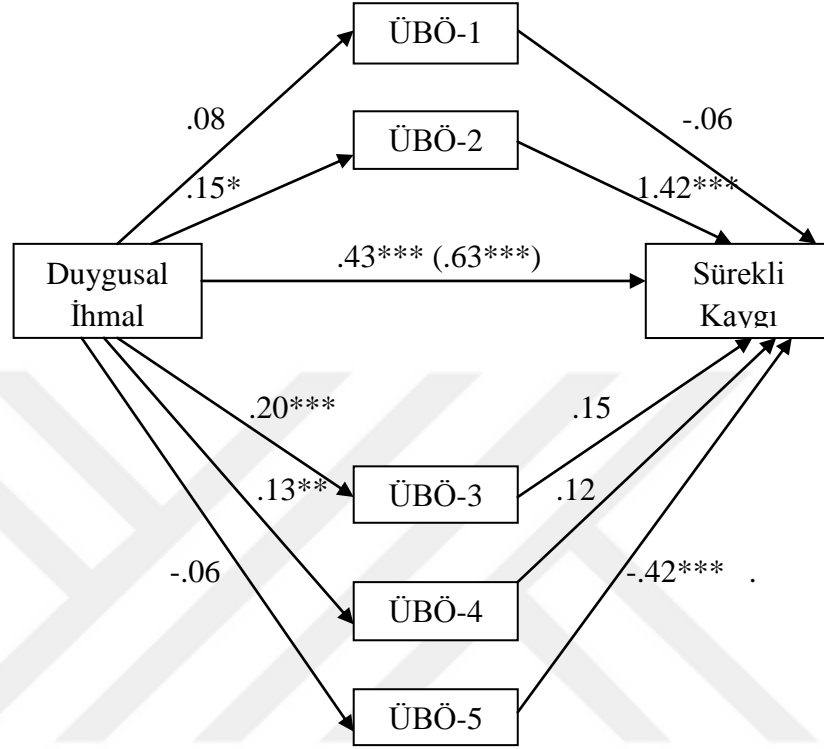 ÜBÖ-1
.08
-.06
ÜBÖ-2
.15*
1.42***
.43*** (.63***)
Duygusal
İhmal
Sürekli
Kaygı
.20***
.15
ÜBÖ-3
.13**
.12
-.06
-.42*** .
ÜBÖ-4
ÜBÖ-5